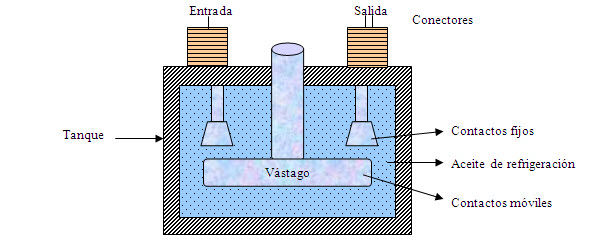 Entrada
Salida
Conectores
Tanque
Contactos fijos
Aceite de refrigeración
Vástago
Contactos móviles